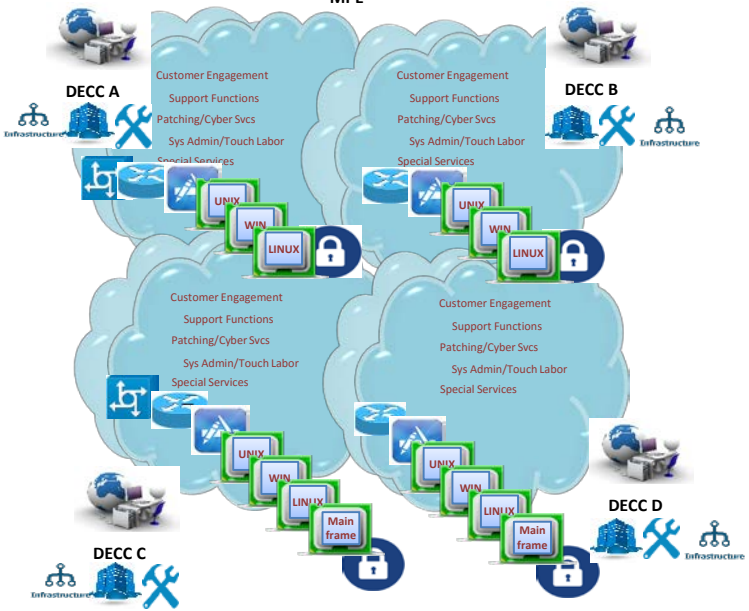 DECC A
Infrastructure
Customer Engagement
Support Functions
Patching/Cyber Svcs
Sys Admin/Touch Labor
Special Services
UNIX
WIN
LINUX
Customer Engagement
Support Functions
Patching/Cyber Svcs
Sys Admin/Touch Labor
Special Services
UNIX
WIN
LINUX
DECC B
Infrastructure
Customer Engagement
Support Functions
Patching/Cyber Svcs
Sys Admin/Touch Labor
Special Services
UNIX
WIN
LINUX
Main
frame
DECC C
Infrastructure
Customer Engagement
Support Functions
Patching/Cyber Svcs
Sys Admin/Touch Labor
Special Services
UNIX
WIN
LINUX
Main
frame
DECC D
Infrastructure